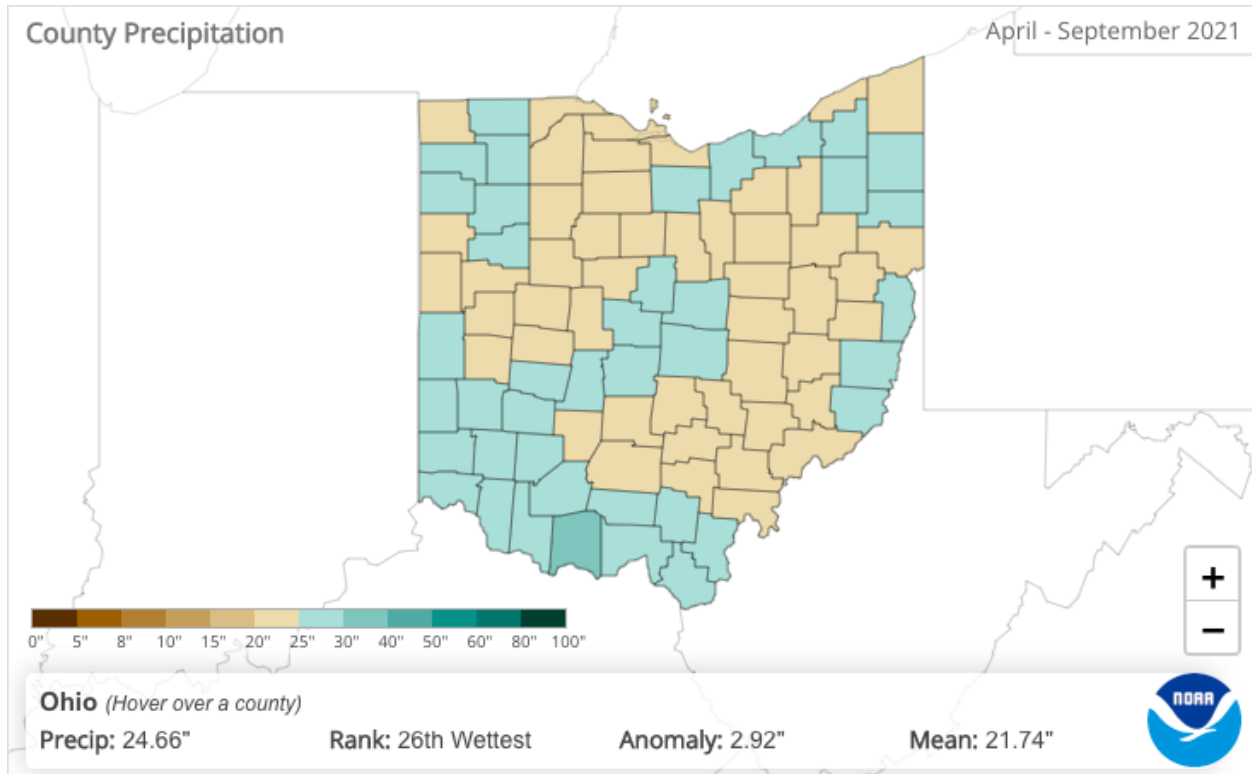 County Precipitation
April - September 2021
0" 5" 8" 10" 15" 20" 25" 30" 40" 50" 60" 80" 100"
+
−
Ohio (Hover over a county)
Precip: 24.66" Rank: 26th Wettest Anomaly: 2.92" Mean: 21.74"
NOAA